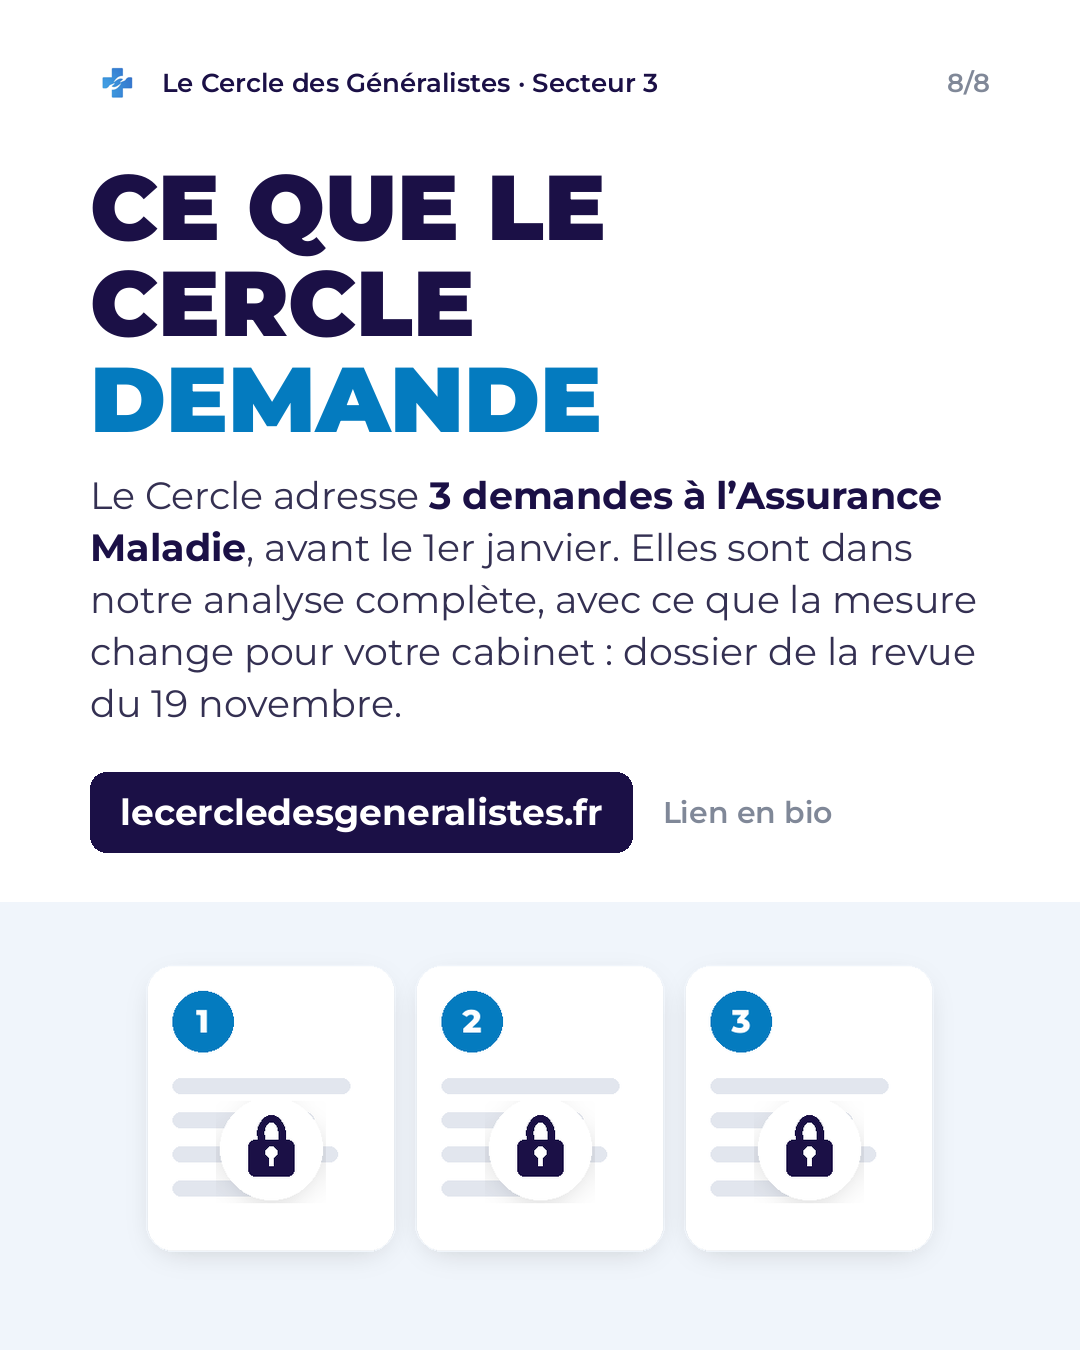 Le Cercle des Généralistes · Secteur 3
8/8
CE QUE LE
CERCLE
DEMANDE
Le Cercle adresse 3 demandes à l’Assurance
Maladie, avant le 1er janvier. Elles sont dans
notre analyse complète, avec ce que la mesure
change pour votre cabinet : dossier de la revue
du 19 novembre.
lecercledesgeneralistes.fr
Lien en bio
1
2
3